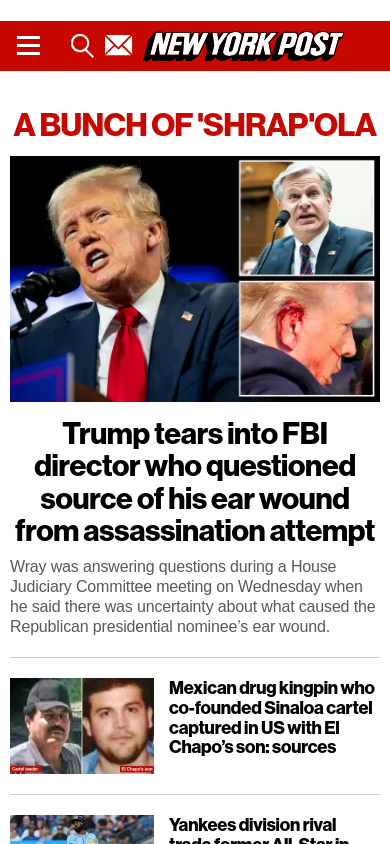 NEW YORK POST
A BUNCH OF 'SHRAP'OLA
Trump tears into FBI
director who questioned
source of his ear wound
from assassination attempt
Wray was answering questions during a House
Judiciary Committee meeting on Wednesday when
he said there was uncertainty about what caused the
Republican presidential nominee’s ear wound.
Mexican drug kingpin who
co-founded Sinaloa cartel
captured in US with El
Chapo’s son: sources
Cartel leader
El Chapo's son
Yankees division rival
trade former All-Star in